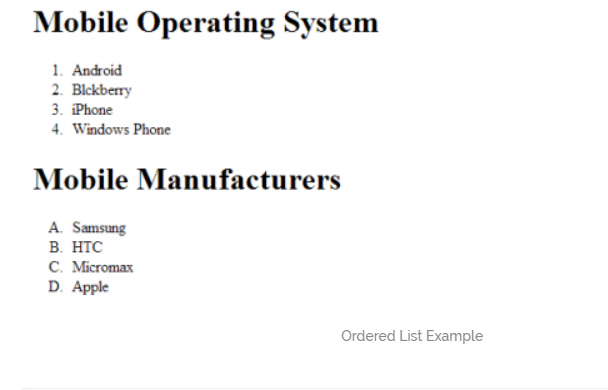 Mobile Operating System
1. Android
2. Blckberry
3. iPhone
4. Windows Phone
Mobile Manufacturers
A. Samsung
B. HTC
C. Micromax
D. Apple
Ordered List Example